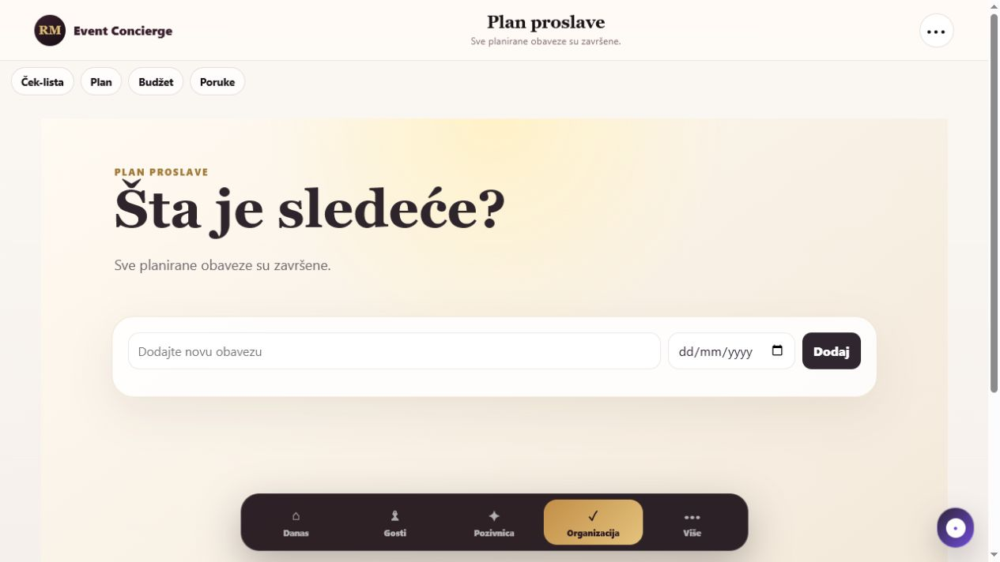 RM Event Concierge
Plan proslave
Sve planirane obaveze su završene.
Ček-lista
Plan
Budžet
Poruke
PLAN PROSLAVE
Šta je sledeće?
Sve planirane obaveze su završene.
Dodajte novu obavezu
dd/mm/yyyy
Dodaj
Danas
Gosti
Pozivnica
Organizacija
Više